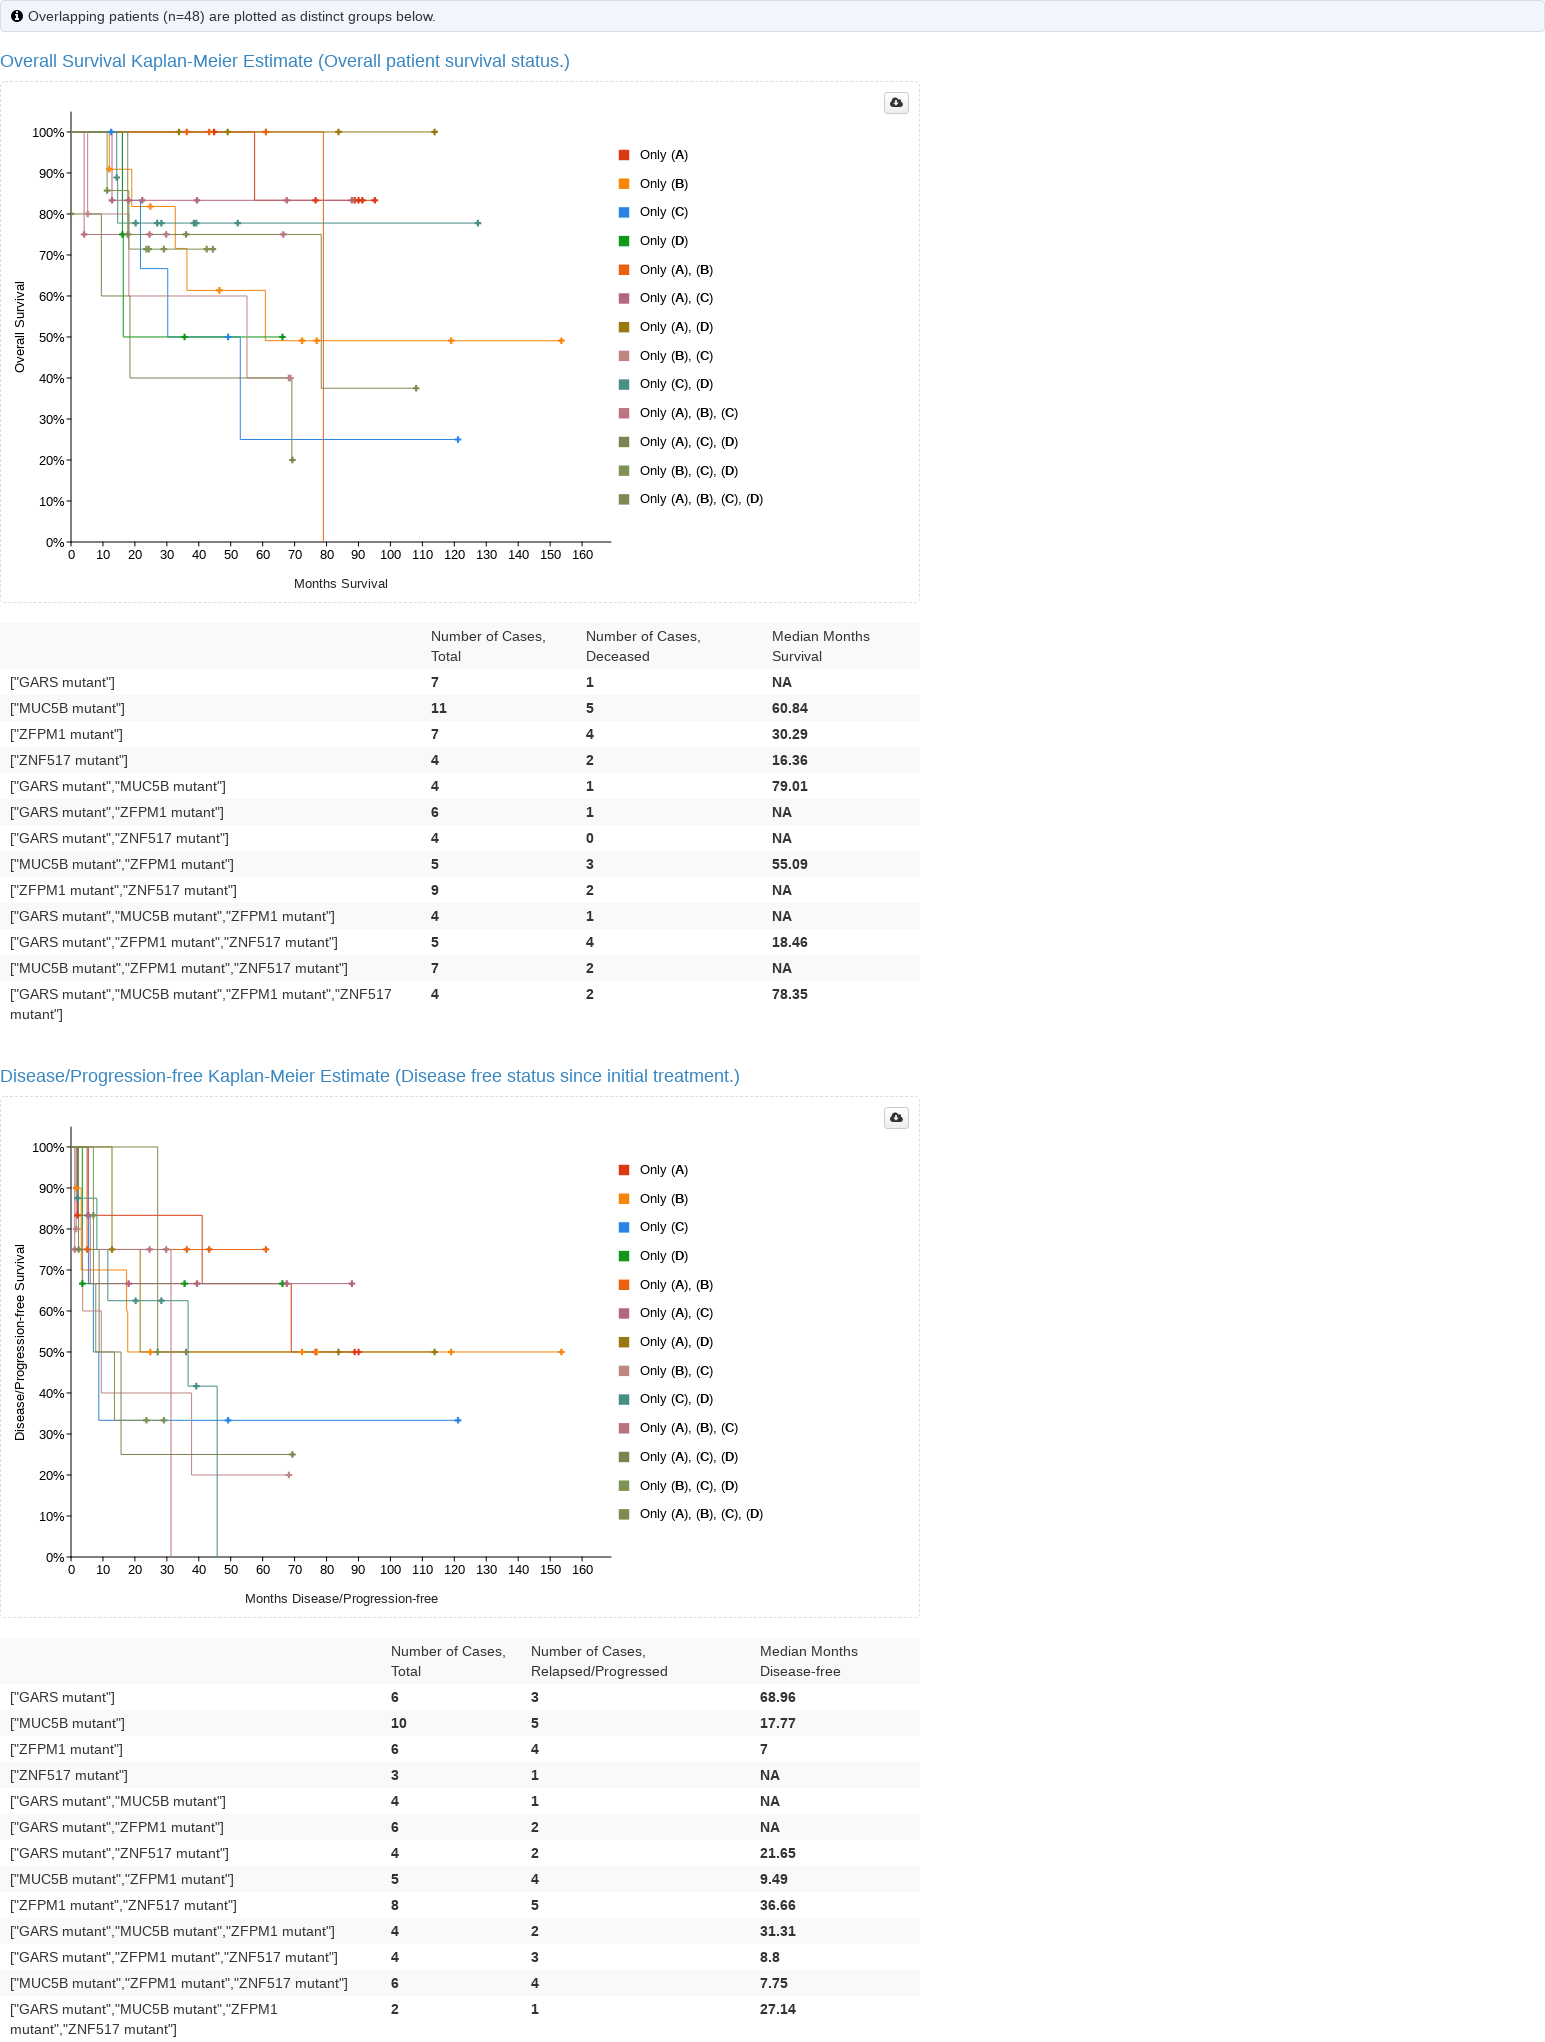 Overlapping patients (n=48) are plotted as distinct groups below.
Overall Survival Kaplan-Meier Estimate (Overall patient survival status.)
100%
90%
80%
70%
60%
50%
40%
30%
20%
10%
0%
Overall Survival
0 10 20 30 40 50 60 70 80 90 100 110 120 130 140 150 160
Months Survival
Only (A)
Only (B)
Only (C)
Only (D)
Only (A), (B)
Only (A), (C)
Only (A), (D)
Only (B), (C)
Only (C), (D)
Only (A), (B), (C)
Only (A), (C), (D)
Only (B), (C), (D)
Only (A), (B), (C), (D)
Number of Cases, Number of Cases, Median Months
Total Deceased Survival
["GARS mutant"] 7 1 NA
["MUC5B mutant"] 11 5 60.84
["ZFPM1 mutant"] 7 4 30.29
["ZNF517 mutant"] 4 2 16.36
["GARS mutant","MUC5B mutant"] 4 1 79.01
["GARS mutant","ZFPM1 mutant"] 6 1 NA
["GARS mutant","ZNF517 mutant"] 4 0 NA
["MUC5B mutant","ZFPM1 mutant"] 5 3 55.09
["ZFPM1 mutant","ZNF517 mutant"] 9 2 NA
["GARS mutant","MUC5B mutant","ZFPM1 mutant"] 4 1 NA
["GARS mutant","ZFPM1 mutant","ZNF517 mutant"] 5 4 18.46
["MUC5B mutant","ZFPM1 mutant","ZNF517 mutant"] 7 2 NA
["GARS mutant","MUC5B mutant","ZFPM1 mutant","ZNF517 4 2 78.35
mutant"]
Disease/Progression-free Kaplan-Meier Estimate (Disease free status since initial treatment.)
100%
90%
80%
70%
60%
50%
40%
30%
20%
10%
0%
Disease/Progression-free Survival
0 10 20 30 40 50 60 70 80 90 100 110 120 130 140 150 160
Months Disease/Progression-free
Only (A)
Only (B)
Only (C)
Only (D)
Only (A), (B)
Only (A), (C)
Only (A), (D)
Only (B), (C)
Only (C), (D)
Only (A), (B), (C)
Only (A), (C), (D)
Only (B), (C), (D)
Only (A), (B), (C), (D)
Number of Cases, Number of Cases, Median Months
Total Relapsed/Progressed Disease-free
["GARS mutant"] 6 3 68.96
["MUC5B mutant"] 10 5 17.77
["ZFPM1 mutant"] 6 4 7
["ZNF517 mutant"] 3 1 NA
["GARS mutant","MUC5B mutant"] 4 1 NA
["GARS mutant","ZFPM1 mutant"] 6 2 NA
["GARS mutant","ZNF517 mutant"] 4 2 21.65
["MUC5B mutant","ZFPM1 mutant"] 5 4 9.49
["ZFPM1 mutant","ZNF517 mutant"] 8 5 36.66
["GARS mutant","MUC5B mutant","ZFPM1 mutant"] 4 2 31.31
["GARS mutant","ZFPM1 mutant","ZNF517 mutant"] 4 3 8.8
["MUC5B mutant","ZFPM1 mutant","ZNF517 mutant"] 6 4 7.75
["GARS mutant","MUC5B mutant","ZFPM1 2 1 27.14
mutant","ZNF517 mutant"]